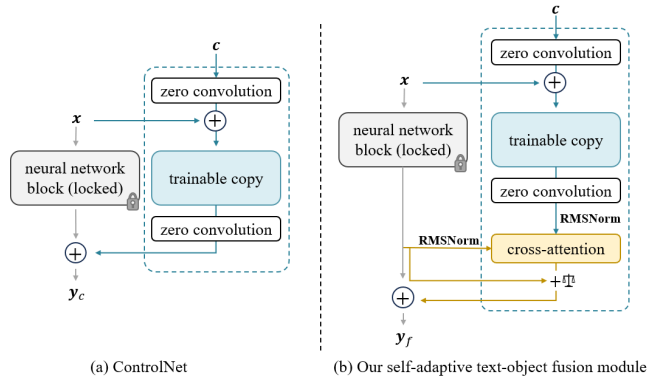 c
zero convolution
x
neural network
block (locked)
trainable copy
zero convolution
y_c
(a) ControlNet
c
zero convolution
x
neural network
block (locked)
trainable copy
zero convolution
RMSNorm
RMSNorm
cross-attention
+
y_f
(b) Our self-adaptive text-object fusion module